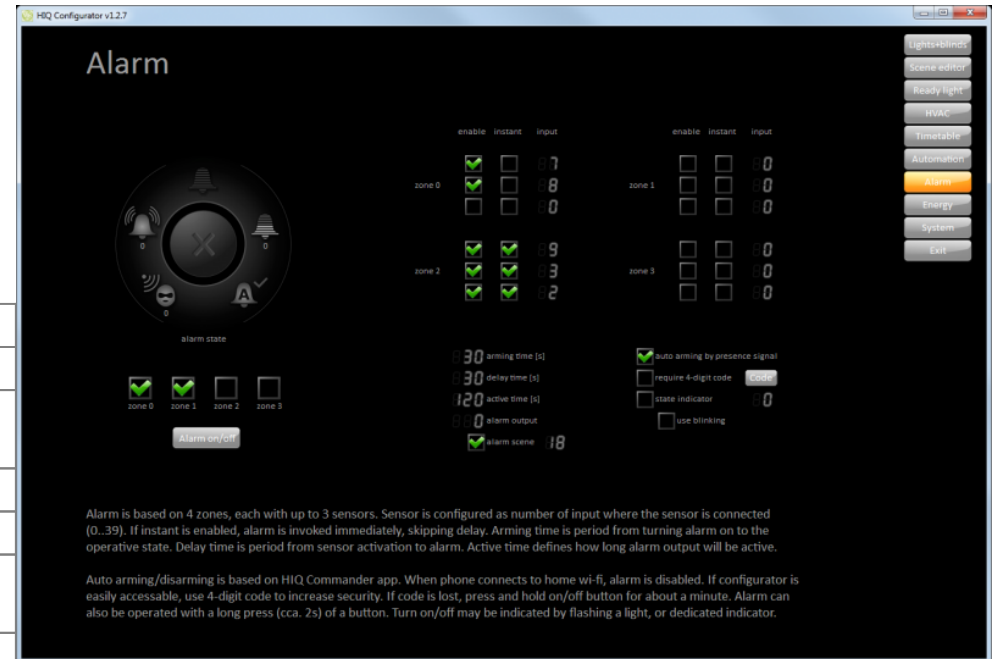 HIQ Configurator v1.2.7
Alarm
Lights+blinds
Scene editor
Ready light
HVAC
Timetable
Automation
Alarm
Energy
System
Exit
enable instant input
7
zone 0 8
0
enable instant input
0
zone 1 0
0
9
zone 2 3
2
0
zone 3 0
0
0
0
0
A
alarm state
zone 0 zone 1 zone 2 zone 3
Alarm on/off
30 arming time [s]
30 delay time [s]
120 active time [s]
0 alarm output
alarm scene 18
auto arming by presence signal
require 4-digit code Code
state indicator 0
use blinking
Alarm is based on 4 zones, each with up to 3 sensors. Sensor is configured as number of input where the sensor is connected
(0..39). If instant is enabled, alarm is invoked immediately, skipping delay. Arming time is period from turning alarm on to the
operative state. Delay time is period from sensor activation to alarm. Active time defines how long alarm output will be active.
Auto arming/disarming is based on HIQ Commander app. When phone connects to home wi-fi, alarm is disabled. If configurator is
easily accessable, use 4-digit code to increase security. If code is lost, press and hold on/off button for about a minute. Alarm can
also be operated with a long press (cca. 2s) of a button. Turn on/off may be indicated by flashing a light, or dedicated indicator.